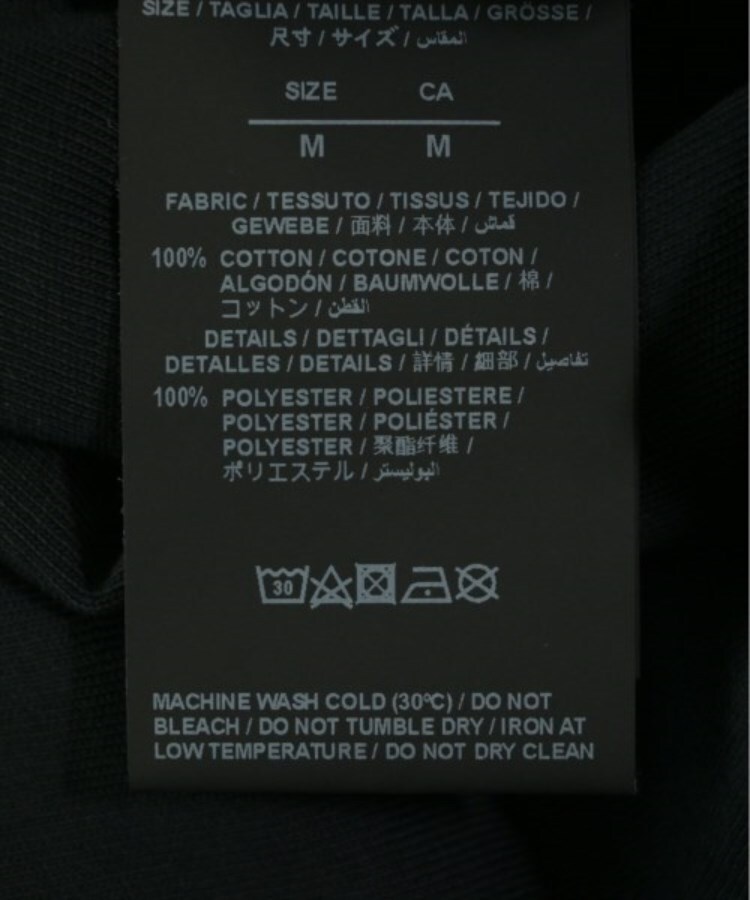 SIZE / TAGLIA / TAILLE / TALLA / GRÖSSE /
尺寸 / サイズ / المقاس
SIZE CA
M M
FABRIC / TESSUTO / TISSUS / TEJIDO /
GEWEBE / 面料 / 本体 / قماش
100% COTTON / COTONE / COTON /
ALGODÓN / BAUMWOLLE / 棉 /
コットン / القطن
DETAILS / DETTAGLI / DÉTAILS /
DETALLES / DETAILS / 詳情 / 細部 / تفاصيل
100% POLYESTER / POLIESTERE /
POLYESTER / POLIÉSTER /
POLYESTER / 聚酯纤维 /
ポリエステル / البوليستر
30
MACHINE WASH COLD (30°C) / DO NOT
BLEACH / DO NOT TUMBLE DRY / IRON AT
LOW TEMPERATURE / DO NOT DRY CLEAN